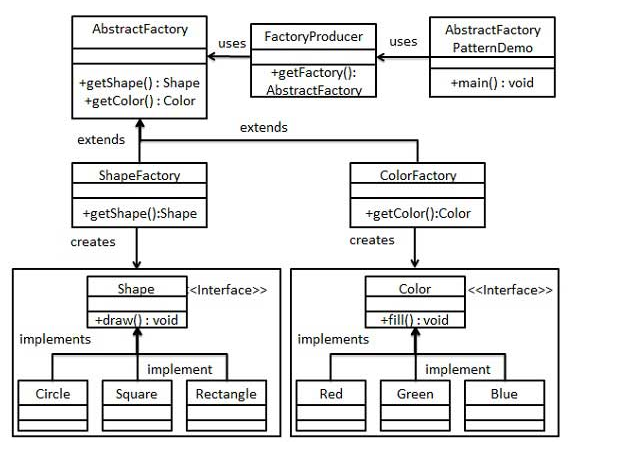 AbstractFactory
+getShape() : Shape
+getColor() : Color
uses
FactoryProducer
+getFactory():
AbstractFactory
uses
AbstractFactory
PatternDemo
+main() : void
extends
extends
ShapeFactory
+getShape():Shape
ColorFactory
+getColor():Color
creates
creates
Shape
<<Interface>>
+draw() : void
implements
implement
Circle
Square
Rectangle
Color
<<Interface>>
+fill() : void
implements
implement
Red
Green
Blue